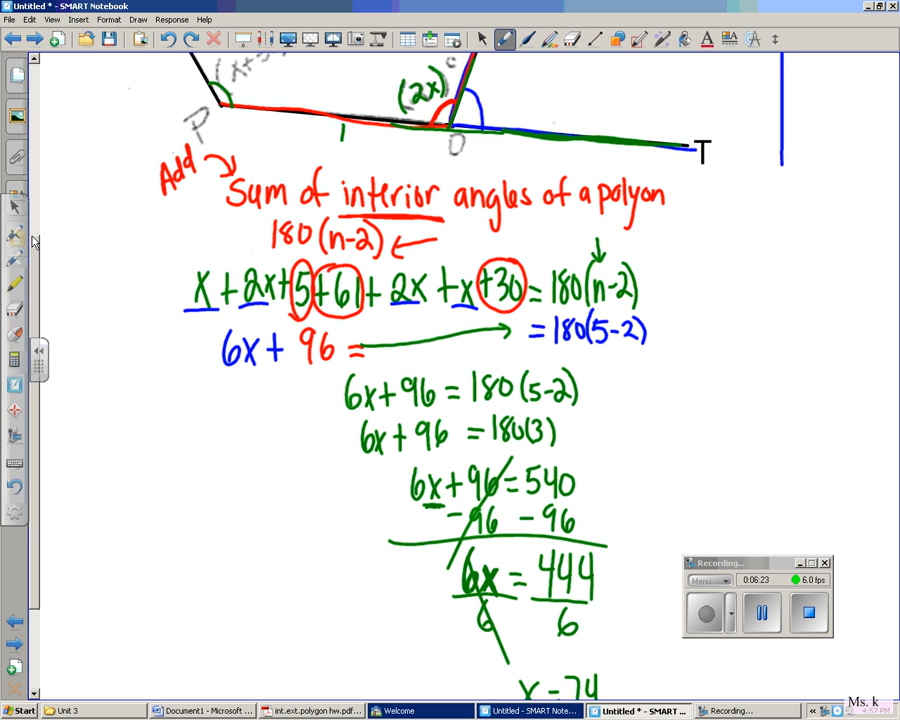 Untitled * - SMART Notebook
File Edit View Insert Format Draw Response Help
(x+5
(2x)°
P
1
O
T
Add
Sum of interior angles of a polyon
180(n-2)
x + 2x + 5 + 61 + 2x + x + 30 = 180(n-2)
6x + 96 =
= 180(5-2)
6x + 96 = 180(5-2)
6x + 96 = 180(3)
6x + 96 = 540
- 96 - 96
6x = 444
6 6
x = 74
Recording...
Menu
0:06:23
6.0 fps
Ms. k
Start
Unit 3
Document1 - Microsoft ...
int.ext.polygon hw.pdf...
Welcome
Untitled - SMART Note...
Untitled * - SMART ...
Recording...
4:57 PM